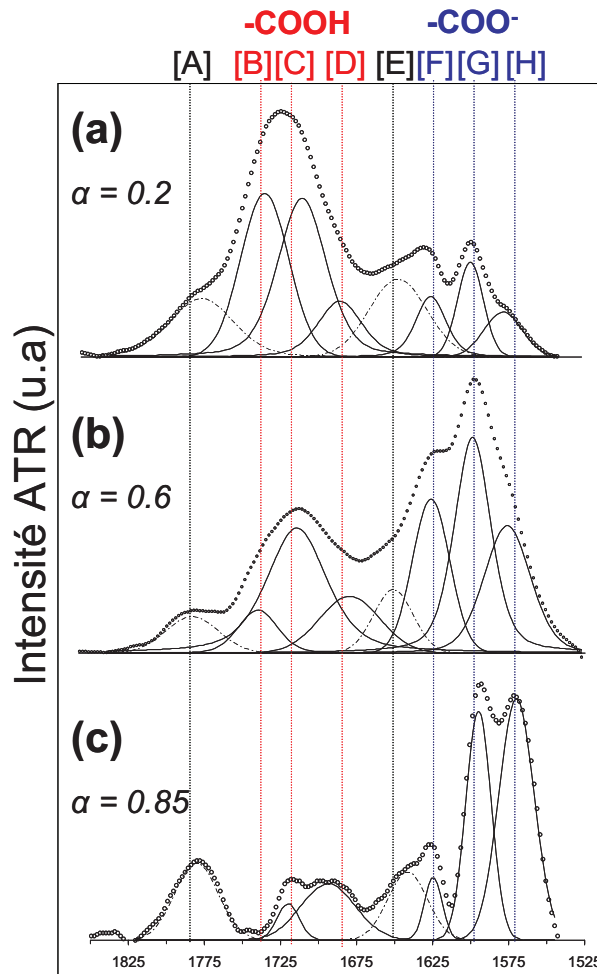 -COOH -COO-
[A] [B] [C] [D] [E] [F] [G] [H]
(a)
α = 0.2
(b)
α = 0.6
(c)
α = 0.85
Intensité ATR (u.a)
1825 1775 1725 1675 1625 1575 1525